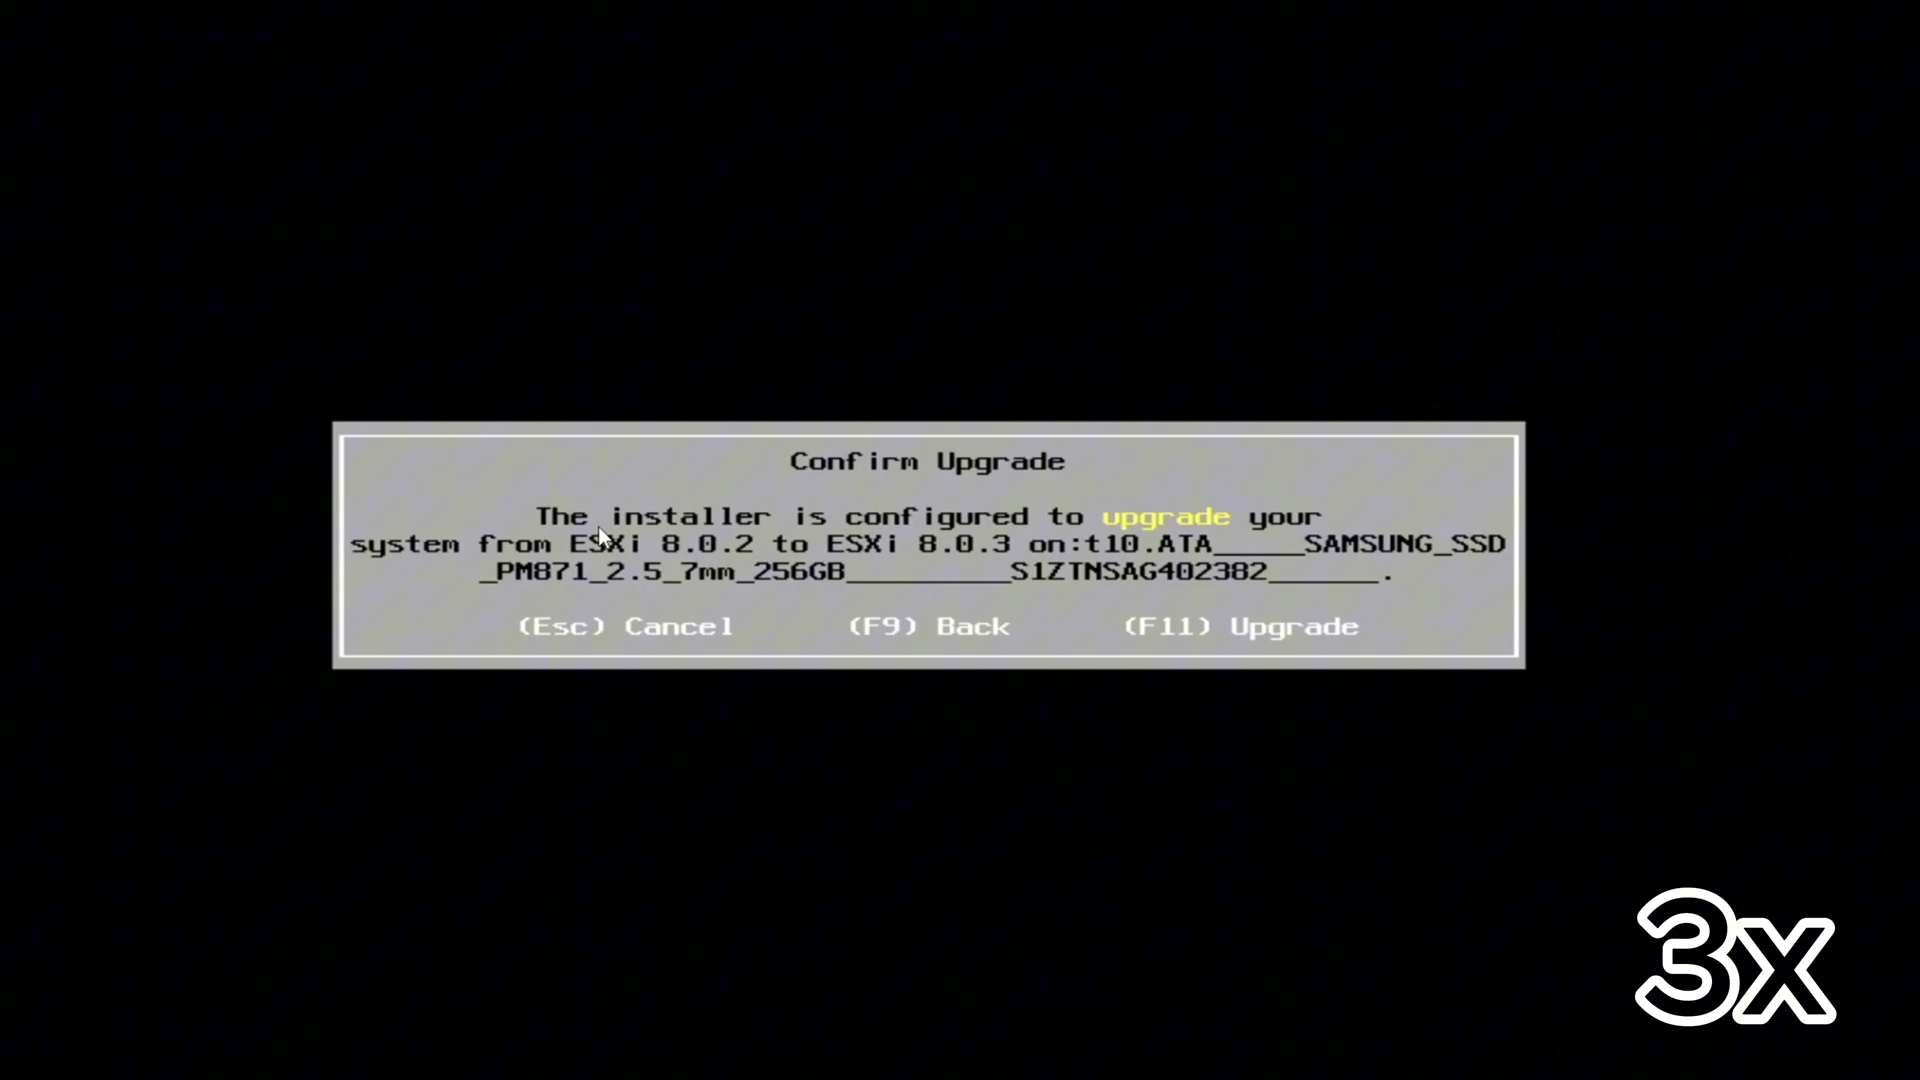 Confirm Upgrade
The installer is configured to upgrade your
system from ESXi 8.0.2 to ESXi 8.0.3 on:t10.ATA_____SAMSUNG_SSD
_PM871_2.5_7mm_256GB_________S1ZTNSAG402382______.
(Esc) Cancel (F9) Back (F11) Upgrade
3x